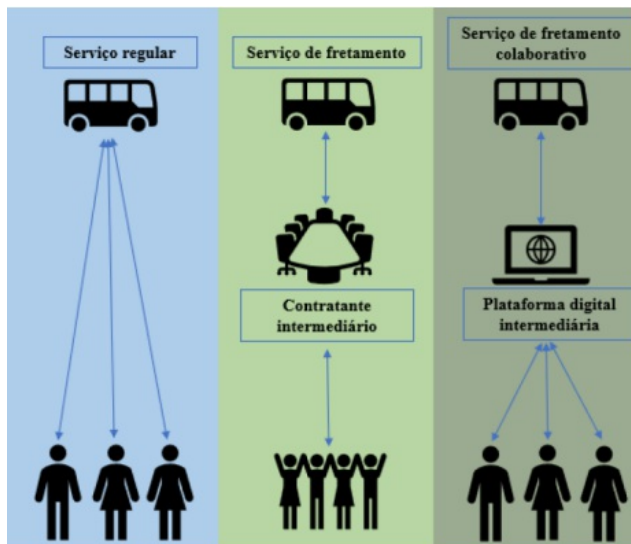 Serviço regular
Serviço de fretamento
Serviço de fretamento
colaborativo
Contratante
intermediário
Plataforma digital
intermediária